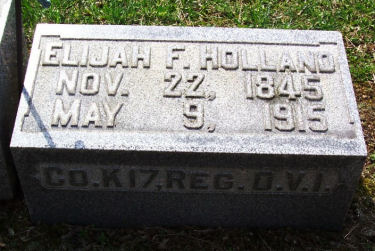 ELIJAH F. HOLLAND
NOV. 22, 1845
MAY 9, 1915
CO. K 17, REG. O.V.I.